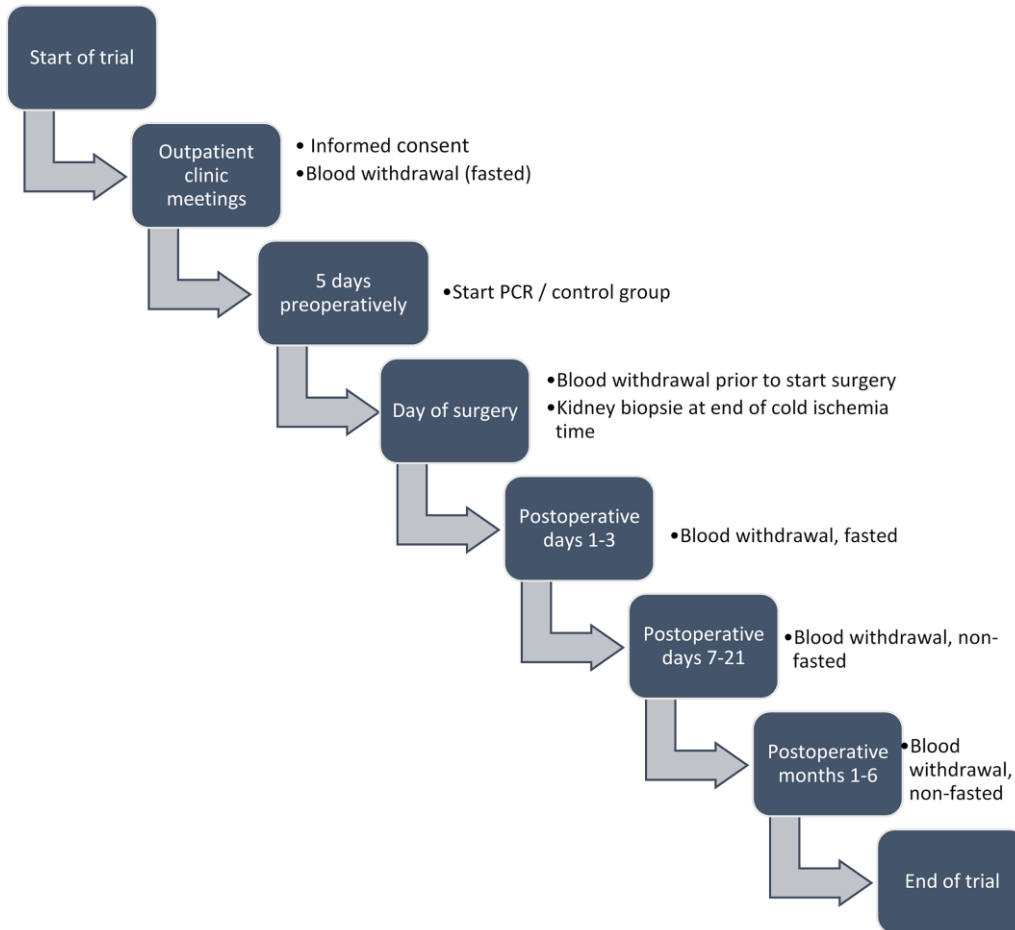 Start of trial
Outpatient
clinic
meetings
• Informed consent
•Blood withdrawal (fasted)
5 days
preoperatively
•Start PCR / control group
Day of surgery
•Blood withdrawal prior to start surgery
•Kidney biopsie at end of cold ischemia
time
Postoperative
days 1-3
•Blood withdrawal, fasted
Postoperative
days 7-21
•Blood withdrawal, non-
fasted
Postoperative
months 1-6
•Blood
withdrawal,
non-fasted
End of trial